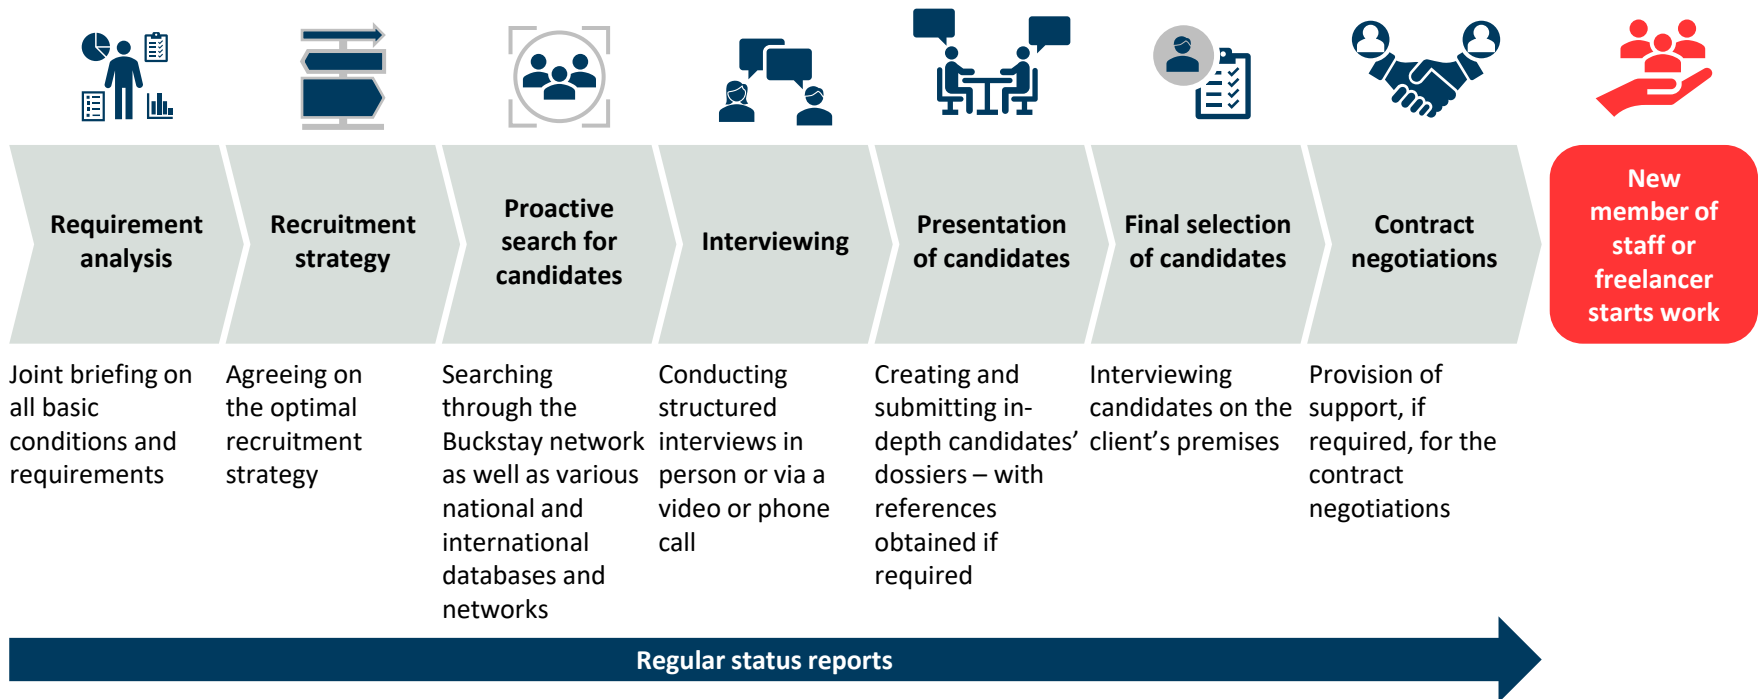 Requirement
analysis
Recruitment
strategy
Proactive
search for
candidates
Interviewing
Presentation
of candidates
Final selection
of candidates
Contract
negotiations
New
member of
staff or
freelancer
starts work
Joint briefing on
all basic
conditions and
requirements
Agreeing on
the optimal
recruitment
strategy
Searching
through the
Buckstay network
as well as various
national and
international
databases and
networks
Conducting
structured
interviews in
person or via a
video or phone
call
Creating and
submitting in-
depth candidates’
dossiers – with
references
obtained if
required
Interviewing
candidates on the
client’s premises
Provision of
support, if
required, for the
contract
negotiations
Regular status reports